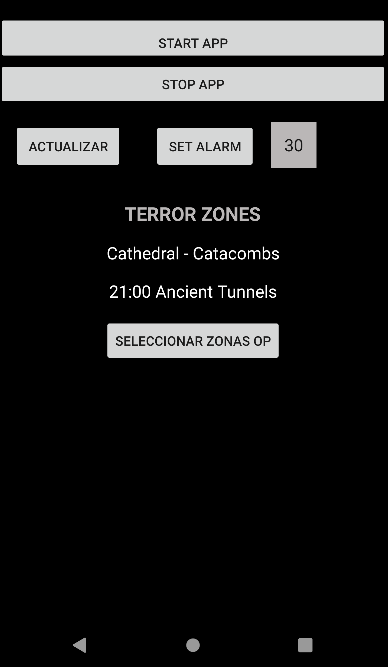 START APP
STOP APP
ACTUALIZAR SET ALARM 30
TERROR ZONES
Cathedral - Catacombs
21:00 Ancient Tunnels
SELECCIONAR ZONAS OP